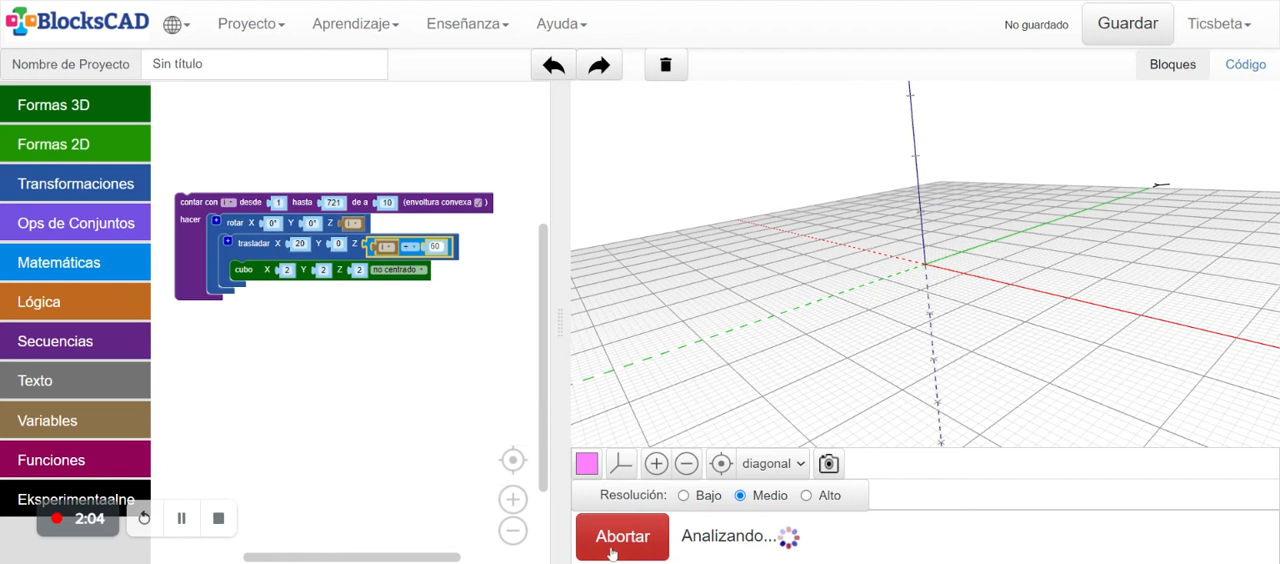 BlocksCAD Proyecto Aprendizaje Enseñanza Ayuda No guardado Guardar Ticsbeta
Nombre de Proyecto Sin título Bloques Código
Formas 3D
Formas 2D
Transformaciones
Ops de Conjuntos
Matemáticas
Lógica
Secuencias
Texto
Variables
Funciones
Eksperimentaalne
2:04
contar con i desde 1 hasta 721 de a 10 (envoltura convexa)
hacer rotar X 0° Y 0° Z i
trasladar X 20 Y 0 Z i ÷ 60
cubo X 2 Y 2 Z 2 no centrado
diagonal
Resolución: Bajo Medio Alto
Abortar Analizando...